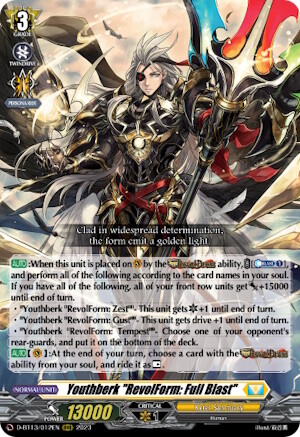 3
GRADE
TWINDRIVE
PERSONA RIDE
Clad in widespread determination,
the form emit a golden light
AUTO:When this unit is placed on by the ability,
and perform all of the following according to the card names in your soul.
If you have all of the following, all of your front row units get +15000
until end of turn.
• "Youthberk "RevolForm: Zest"" - This unit gets +1 until end of turn.
• "Youthberk "RevolForm: Gust"" - This unit gets drive +1 until end of turn.
• "Youthberk "RevolForm: Tempest"" - Choose one of your opponent's
rear-guards, and put it on the bottom of the deck.
AUTO 1:At the end of your turn, choose a card with the
ability from your soul, and ride it as
NORMAL UNIT
Youthberk "RevolForm: Full Blast"
D-BT13/012EN RRR 2023
POWER 13000
CRITICAL
1
Keter Sanctuary
Human